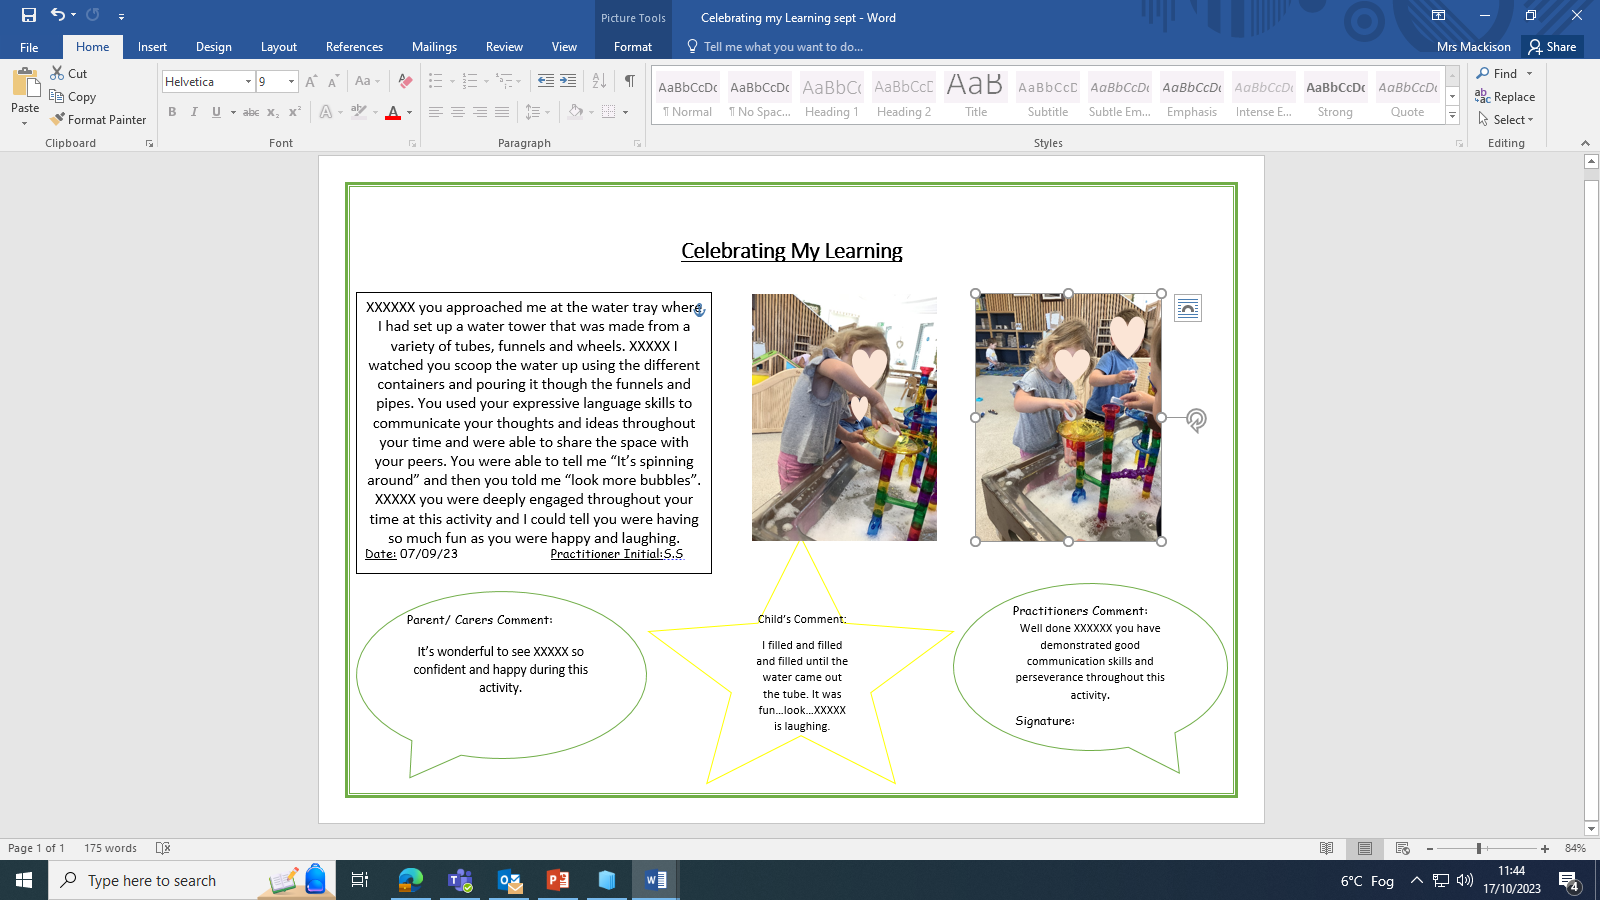 Picture Tools
Celebrating my Learning sept - Word
File
Home
Insert
Design
Layout
References
Mailings
Review
View
Format
Tell me what you want to do...
Mrs Mackison
Share
Paste
Cut
Copy
Format Painter
Clipboard
Helvetica
9
Font
Paragraph
AaBbCcDc
¶ Normal
AaBbCcDc
¶ No Spac...
AaBbCc
Heading 1
AaBbCcD
Heading 2
AaB
Title
AaBbCcD
Subtitle
AaBbCcDc
Subtle Em...
AaBbCcDc
Emphasis
AaBbCcDc
Intense E...
AaBbCcDc
Strong
AaBbCcDc
Quote
Styles
Find
Replace
Select
Editing
Celebrating My Learning
XXXXXX you approached me at the water tray where
I had set up a water tower that was made from a
variety of tubes, funnels and wheels. XXXXX I
watched you scoop the water up using the different
containers and pouring it though the funnels and
pipes. You used your expressive language skills to
communicate your thoughts and ideas throughout
your time and were able to share the space with
your peers. You were able to tell me “It’s spinning
around” and then you told me “look more bubbles”.
XXXXX you were deeply engaged throughout your
time at this activity and I could tell you were having
so much fun as you were happy and laughing.
Date: 07/09/23 Practitioner Initial:S.S
Parent/ Carers Comment:
It’s wonderful to see XXXXX so
confident and happy during this
activity.
Child’s Comment:
I filled and filled
and filled until the
water came out
the tube. It was
fun...look...XXXXX
is laughing.
Practitioners Comment:
Well done XXXXXX you have
demonstrated good
communication skills and
perseverance throughout this
activity.
Signature:
Page 1 of 1
175 words
84%
Type here to search
6°C Fog
11:44
17/10/2023
4